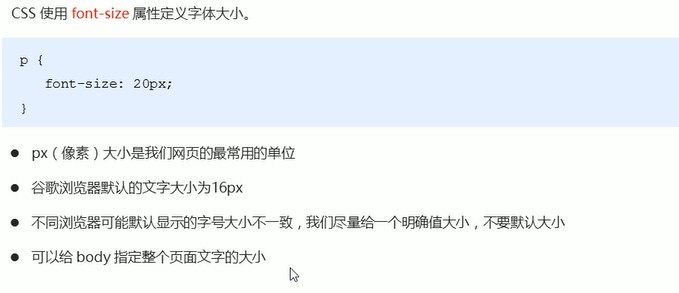 CSS 使用 font-size 属性定义字体大小。
p {
font-size: 20px;
}
● px（像素）大小是我们网页的最常用的单位
● 谷歌浏览器默认的文字大小为16px
● 不同浏览器可能默认显示的字号大小不一致，我们尽量给一个明确值大小，不要默认大小
● 可以给 body 指定整个页面文字的大小